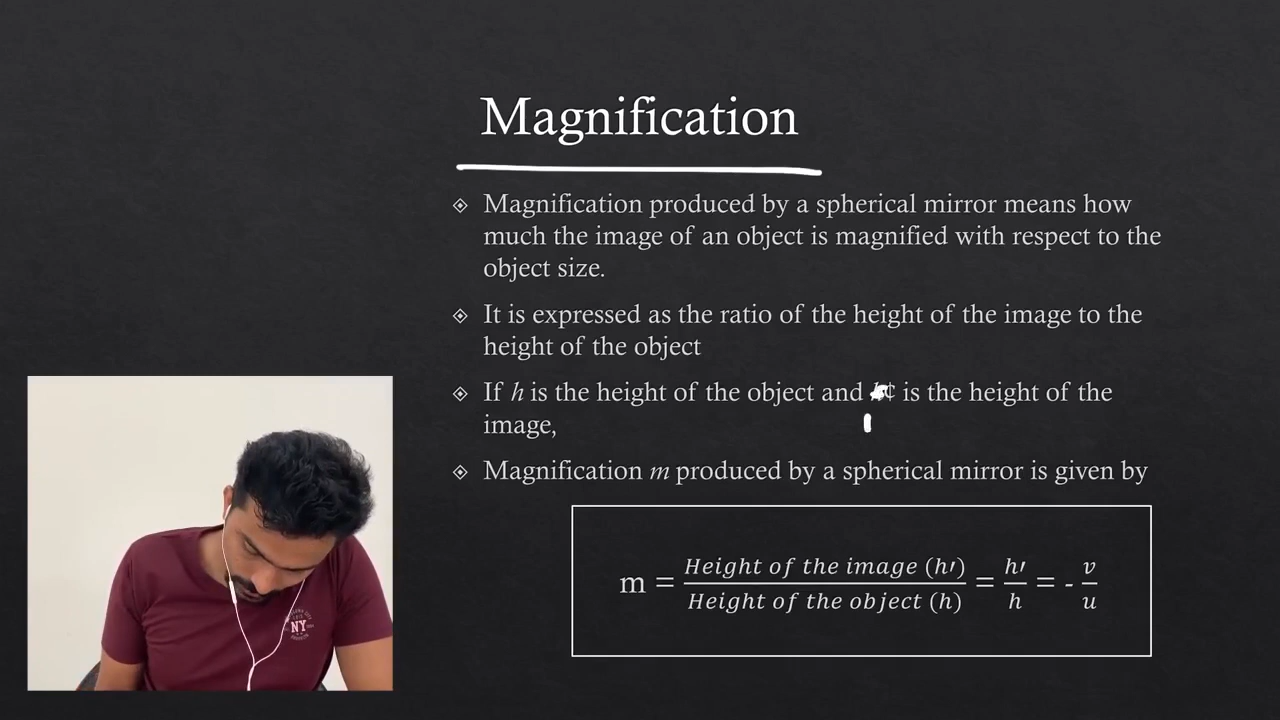 Magnification
Magnification produced by a spherical mirror means how
much the image of an object is magnified with respect to the
object size.
It is expressed as the ratio of the height of the image to the
height of the object
If h is the height of the object and ¢ is the height of the
image,
Magnification m produced by a spherical mirror is given by
m = Height of the image (h′) / Height of the object (h) = h′ / h = - v / u
NY